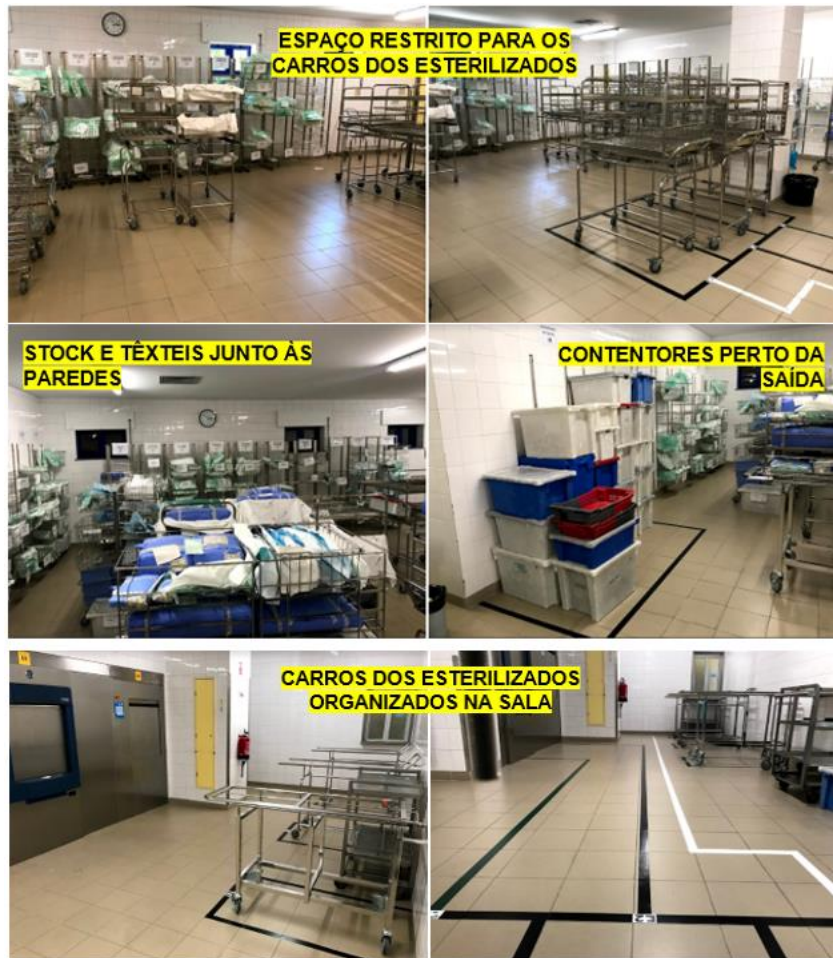 ESPAÇO RESTRITO PARA OS
CARROS DOS ESTERILIZADOS
STOCK E TÊXTEIS JUNTO ÀS
PAREDES
CONTENTORES PERTO DA
SAÍDA
CARROS DOS ESTERILIZADOS
ORGANIZADOS NA SALA